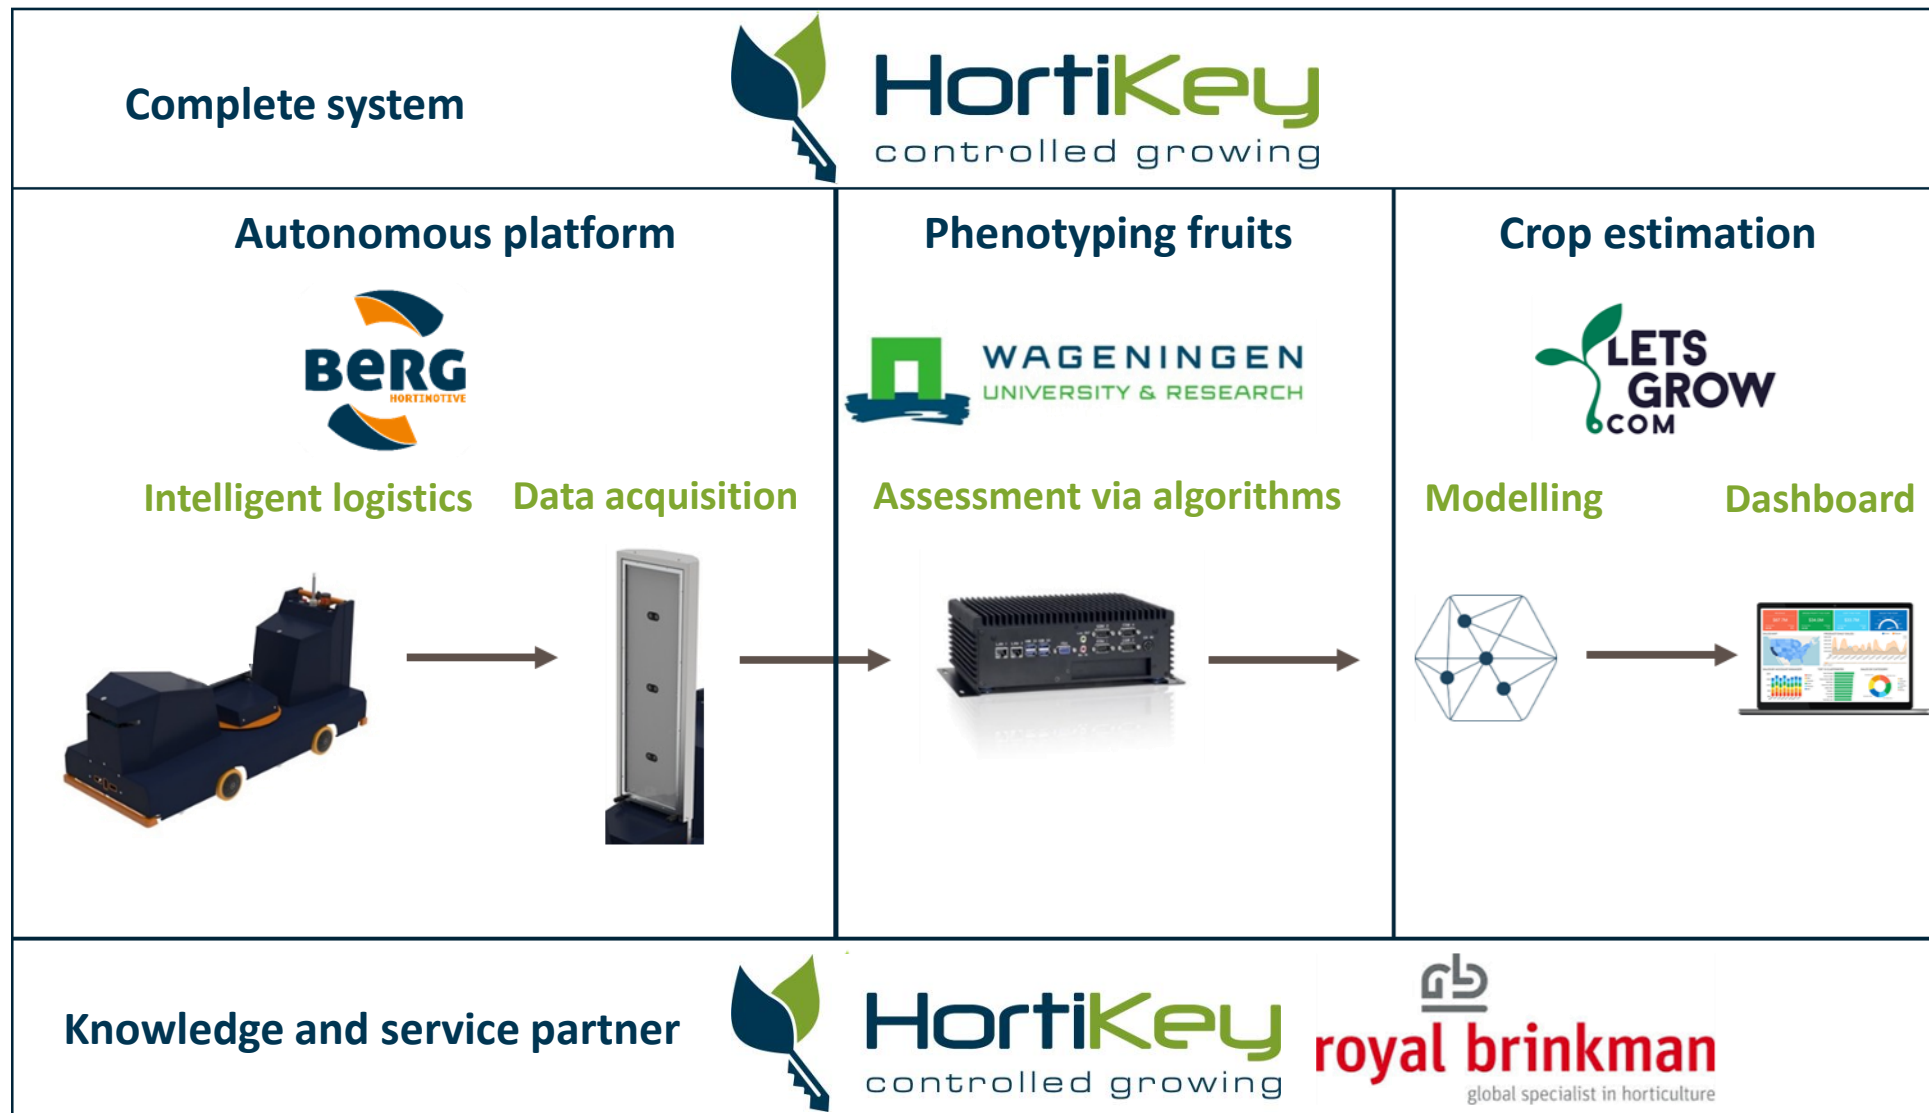 Complete system
HortiKey
controlled growing
Autonomous platform
Phenotyping fruits
Crop estimation
BERG
HORTIMOTIVE
WAGENINGEN
UNIVERSITY & RESEARCH
LETS
GROW
.COM
Intelligent logistics
Data acquisition
Assessment via algorithms
Modelling
Dashboard
Knowledge and service partner
HortiKey
controlled growing
rb
royal brinkman
global specialist in horticulture